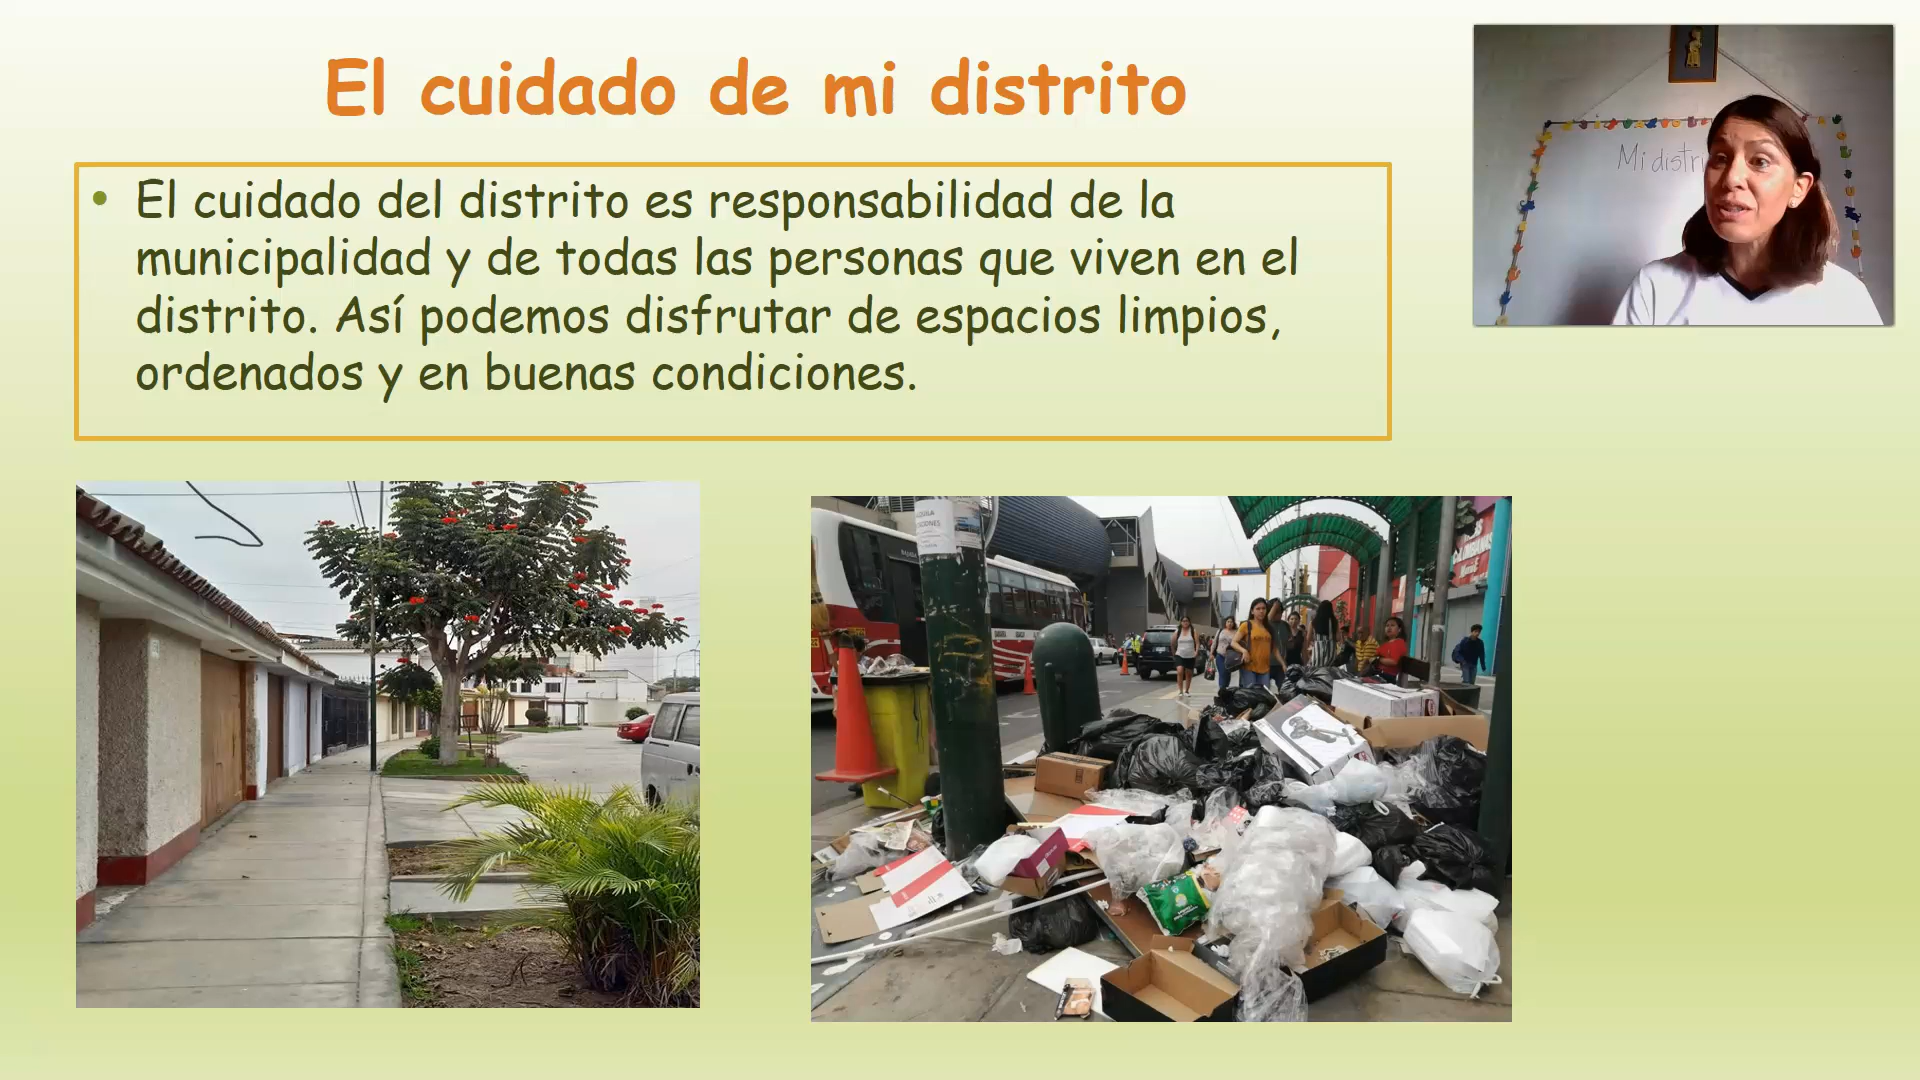 El cuidado de mi distrito
• El cuidado del distrito es responsabilidad de la
municipalidad y de todas las personas que viven en el
distrito. Así podemos disfrutar de espacios limpios,
ordenados y en buenas condiciones.
Mi distri